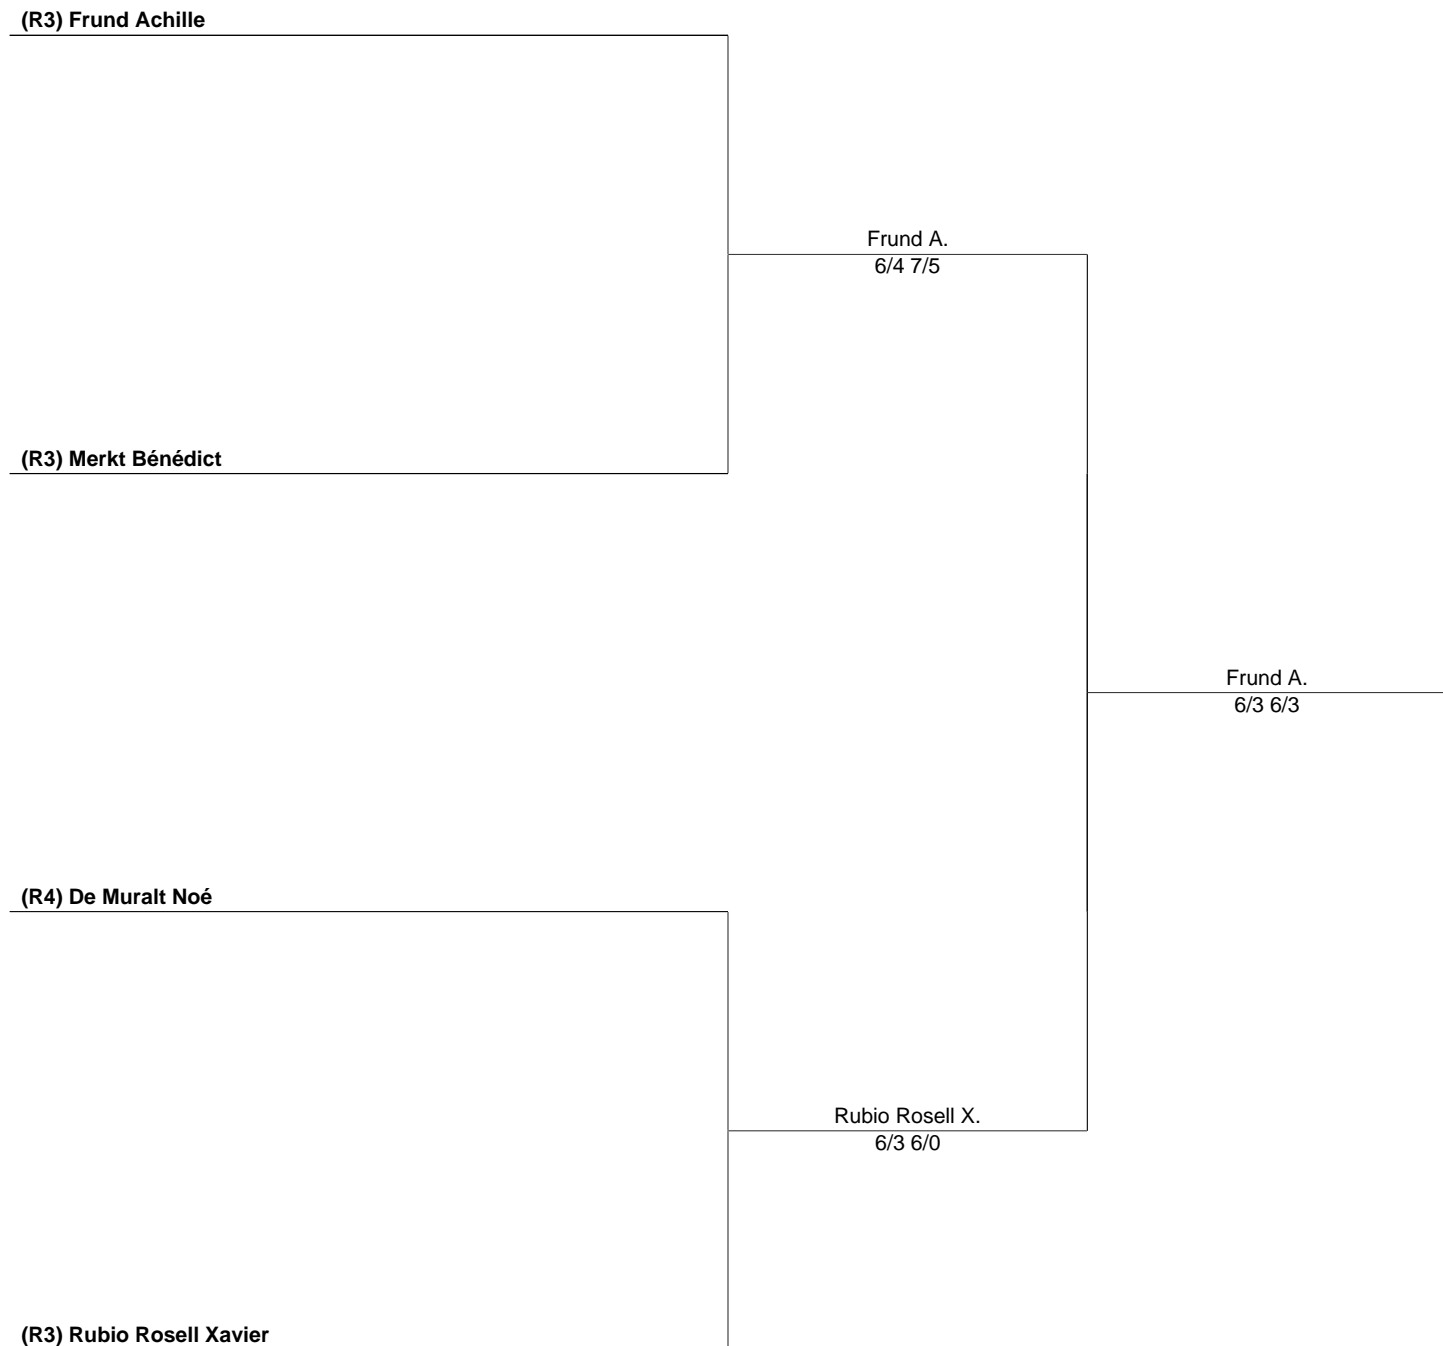 (R3) Frund Achille
Frund A.
6/4 7/5
(R3) Merkt Bénédict
Frund A.
6/3 6/3
(R4) De Muralt Noé
Rubio Rosell X.
6/3 6/0
(R3) Rubio Rosell Xavier